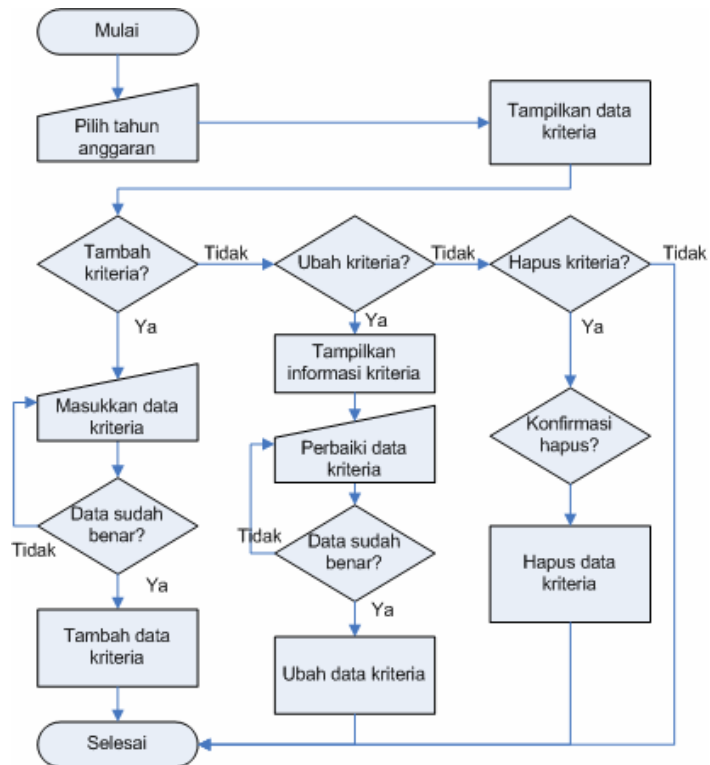 Mulai
Pilih tahun
anggaran
Tampilkan data
kriteria
Tambah
kriteria?
Tidak
Ubah kriteria?
Tidak
Hapus kriteria?
Tidak
Ya
Ya
Ya
Tampilkan
informasi kriteria
Masukkan data
kriteria
Perbaiki data
kriteria
Konfirmasi
hapus?
Data sudah
benar?
Tidak
Ya
Tidak
Data sudah
benar?
Ya
Hapus data
kriteria
Tambah data
kriteria
Ubah data kriteria
Selesai